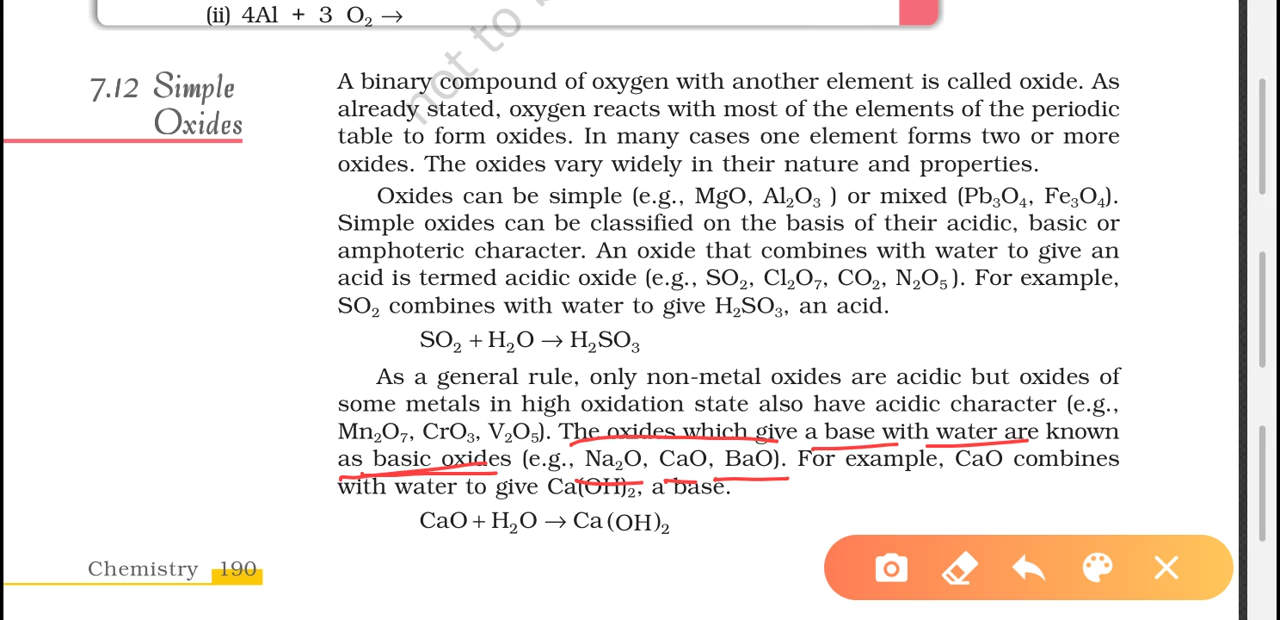 (ii) 4Al + 3 O₂ →
not to b
7.12 Simple
Oxides
A binary compound of oxygen with another element is called oxide. As
already stated, oxygen reacts with most of the elements of the periodic
table to form oxides. In many cases one element forms two or more
oxides. The oxides vary widely in their nature and properties.
Oxides can be simple (e.g., MgO, Al₂O₃ ) or mixed (Pb₃O₄, Fe₃O₄).
Simple oxides can be classified on the basis of their acidic, basic or
amphoteric character. An oxide that combines with water to give an
acid is termed acidic oxide (e.g., SO₂, Cl₂O₇, CO₂, N₂O₅ ). For example,
SO₂ combines with water to give H₂SO₃, an acid.
SO₂ + H₂O → H₂SO₃
As a general rule, only non-metal oxides are acidic but oxides of
some metals in high oxidation state also have acidic character (e.g.,
Mn₂O₇, CrO₃, V₂O₅). The oxides which give a base with water are known
as basic oxides (e.g., Na₂O, CaO, BaO). For example, CaO combines
with water to give Ca(OH)₂, a base.
CaO + H₂O → Ca (OH)₂
Chemistry 190